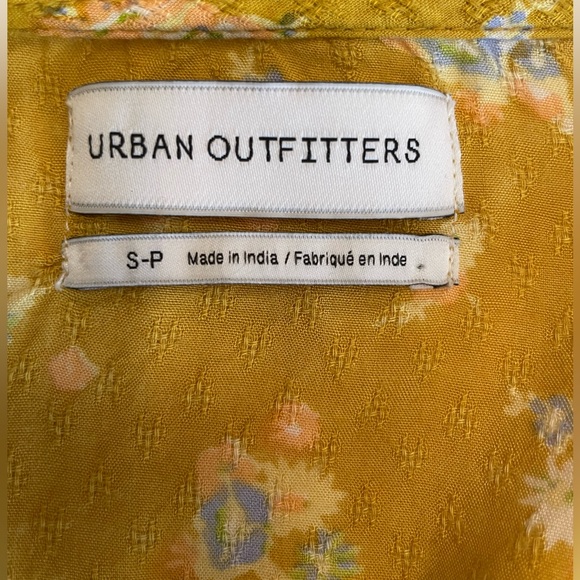 URBAN OUTFITTERS
S-P Made in India / Fabriqué en Inde